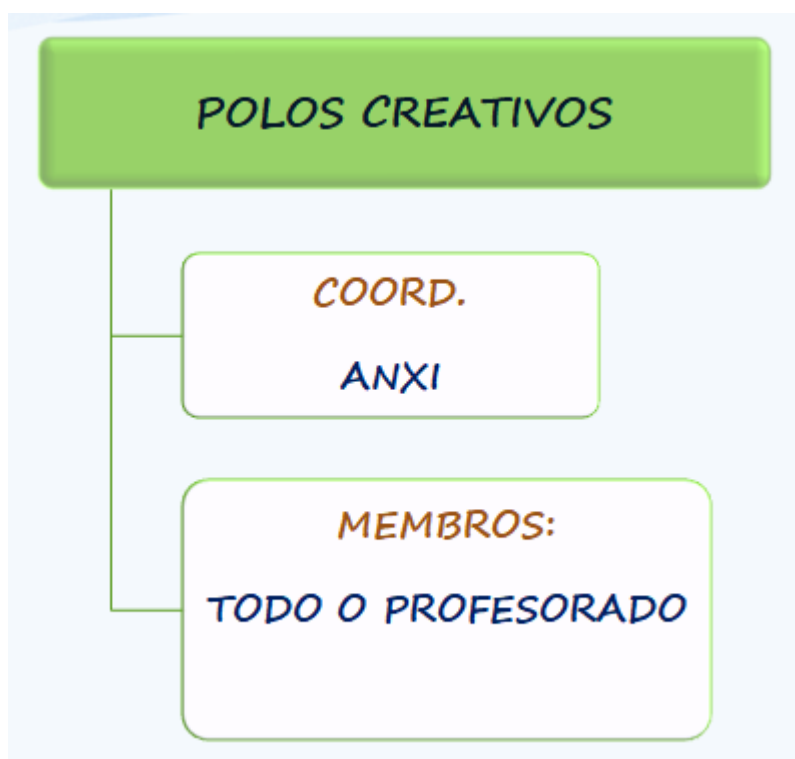 POLOS CREATIVOS
COORD.
ANXI
MEMBROS:
TODO O PROFESORADO